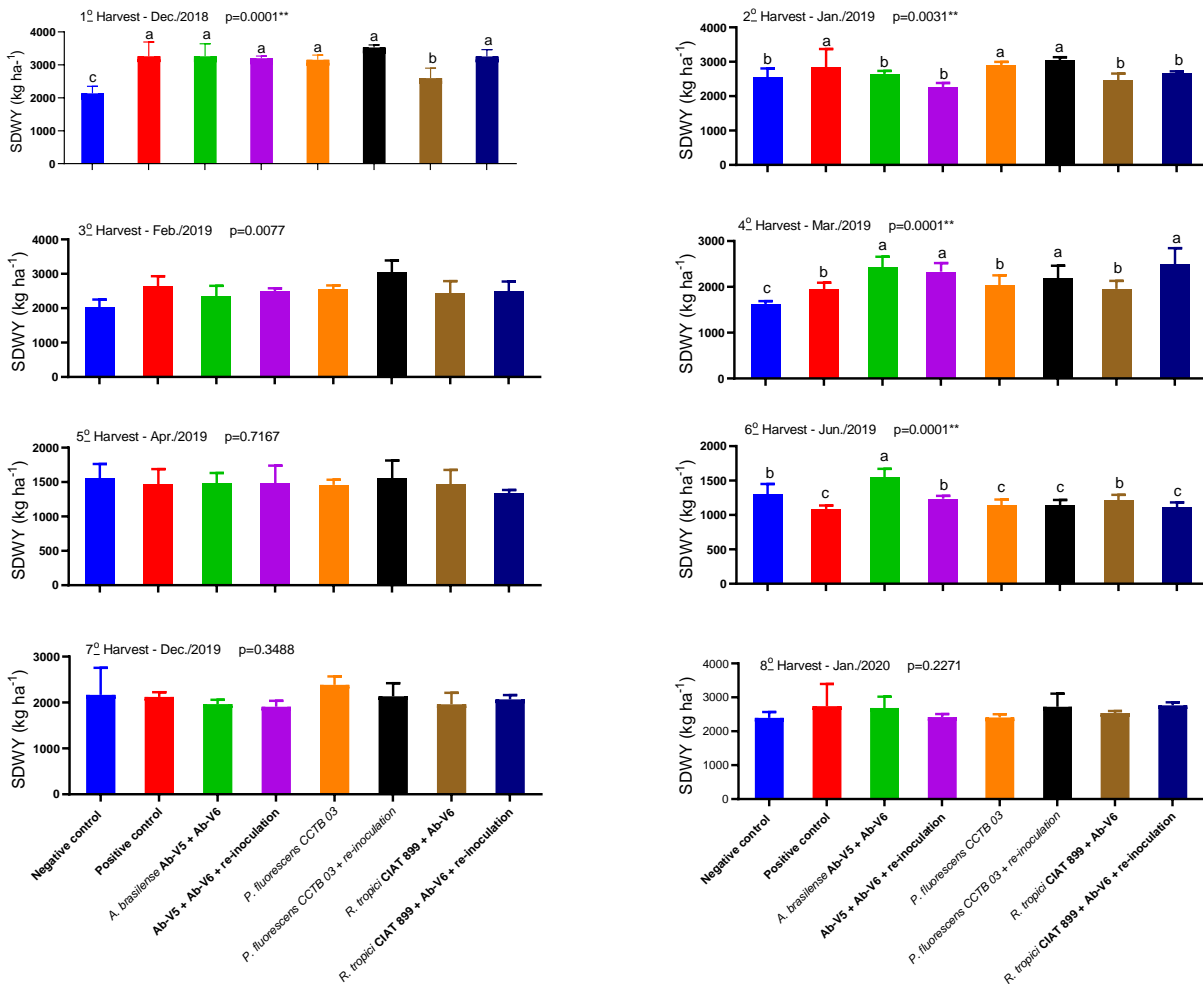 1º Harvest - Dec./2018 p=0.0001**
SDWY (kg ha-1)
4000
3000
2000
1000
0
c
a
a
a
a
a
b
a
2º Harvest - Jan./2019 p=0.0031**
SDWY (kg ha-1)
4000
3000
2000
1000
0
b
a
b
b
a
a
b
b
3º Harvest - Feb./2019 p=0.0077
SDWY (kg ha-1)
4000
3000
2000
1000
0
4º Harvest - Mar./2019 p=0.0001**
SDWY (kg ha-1)
3000
2000
1000
0
c
b
a
a
b
a
b
a
5º Harvest - Apr./2019 p=0.7167
SDWY (kg ha-1)
2000
1500
1000
500
0
6º Harvest - Jun./2019 p=0.0001**
SDWY (kg ha-1)
2000
1500
1000
500
0
b
c
a
b
c
c
b
c
7º Harvest - Dec./2019 p=0.3488
SDWY (kg ha-1)
3000
2000
1000
0
Negative control
Positive control
A. brasilense Ab-V5 + Ab-V6
Ab-V5 + Ab-V6 + re-inoculation
P. fluorescens CCTB 03
P. fluorescens CCTB 03 + re-inoculation
R. tropici CIAT 899 + Ab-V6
R. tropici CIAT 899 + Ab-V6 + re-inoculation
8º Harvest - Jan./2020 p=0.2271
SDWY (kg ha-1)
4000
3000
2000
1000
0
Negative control
Positive control
A. brasilense Ab-V5 + Ab-V6
Ab-V5 + Ab-V6 + re-inoculation
P. fluorescens CCTB 03
P. fluorescens CCTB 03 + re-inoculation
R. tropici CIAT 899 + Ab-V6
R. tropici CIAT 899 + Ab-V6 + re-inoculation